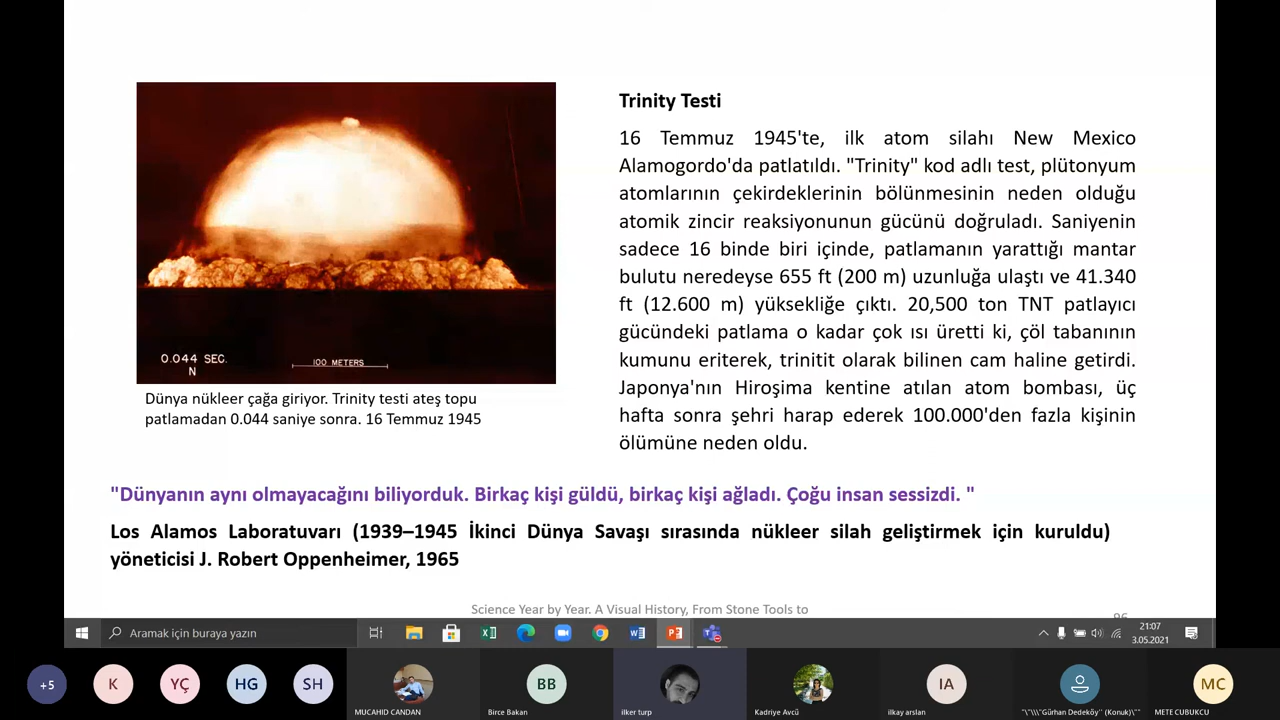 Trinity Testi
16 Temmuz 1945'te, ilk atom silahı New Mexico
Alamogordo'da patlatıldı. "Trinity" kod adlı test, plütonyum
atomlarının çekirdeklerinin bölünmesinin neden olduğu
atomik zincir reaksiyonunun gücünü doğruladı. Saniyenin
sadece 16 binde biri içinde, patlamanın yarattığı mantar
bulutu neredeyse 655 ft (200 m) uzunluğa ulaştı ve 41.340
ft (12.600 m) yüksekliğe çıktı. 20,500 ton TNT patlayıcı
gücündeki patlama o kadar çok ısı üretti ki, çöl tabanının
kumunu eriterek, trinitit olarak bilinen cam haline getirdi.
Japonya'nın Hiroşima kentine atılan atom bombası, üç
hafta sonra şehri harap ederek 100.000'den fazla kişinin
ölümüne neden oldu.
0.044 SEC.
N
100 METERS
Dünya nükleer çağa giriyor. Trinity testi ateş topu
patlamadan 0.044 saniye sonra. 16 Temmuz 1945
"Dünyanın aynı olmayacağını biliyorduk. Birkaç kişi güldü, birkaç kişi ağladı. Çoğu insan sessizdi. "
Los Alamos Laboratuvarı (1939–1945 İkinci Dünya Savaşı sırasında nükleer silah geliştirmek için kuruldu)
yöneticisi J. Robert Oppenheimer, 1965
Science Year by Year. A Visual History, From Stone Tools to
Aramak için buraya yazın
21:07
3.05.2021
+5
K
YÇ
HG
SH
MUCAHID CANDAN
BB
Birce Bakan
ilker turp
Kadriye Avcü
IA
ilkay arslan
"\"\\\"Gürhan Dedeköy" (Konuk)\""
MC
METE CUBUKCU